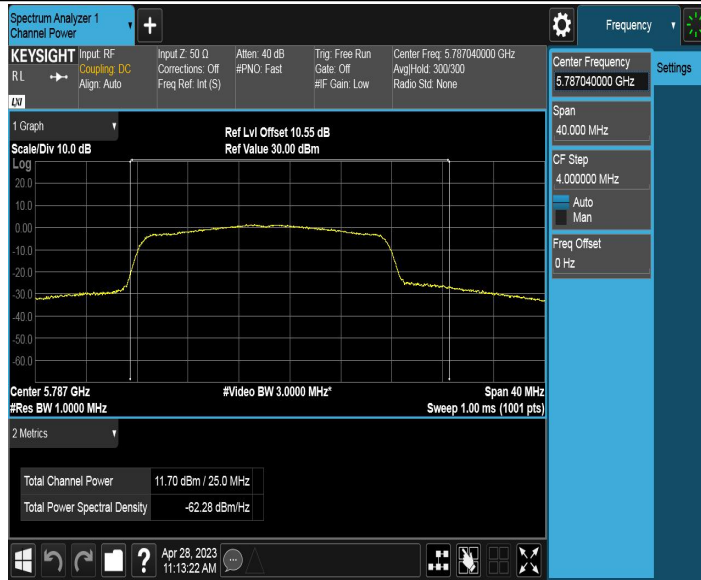 Spectrum Analyzer 1
Channel Power
+
Frequency
KEYSIGHT
RL
LXI
Input: RF
Coupling: DC
Align: Auto
Input Z: 50 Ω
Corrections: Off
Freq Ref: Int (S)
Atten: 40 dB
#PNO: Fast
Trig: Free Run
Gate: Off
#IF Gain: Low
Center Freq: 5.787040000 GHz
Avg|Hold: 300/300
Radio Std: None
Center Frequency
5.787040000 GHz
Settings
Span
40.000 MHz
CF Step
4.000000 MHz
Auto
Man
Freq Offset
0 Hz
1 Graph
Scale/Div 10.0 dB
Ref Lvl Offset 10.55 dB
Ref Value 30.00 dBm
Log
20.0
10.0
0.00
-10.0
-20.0
-30.0
-40.0
-50.0
-60.0
Center 5.787 GHz
#Video BW 3.0000 MHz*
Span 40 MHz
#Res BW 1.0000 MHz
Sweep 1.00 ms (1001 pts)
2 Metrics
Total Channel Power 11.70 dBm / 25.0 MHz
Total Power Spectral Density -62.28 dBm/Hz
?
Apr 28, 2023
11:13:22 AM